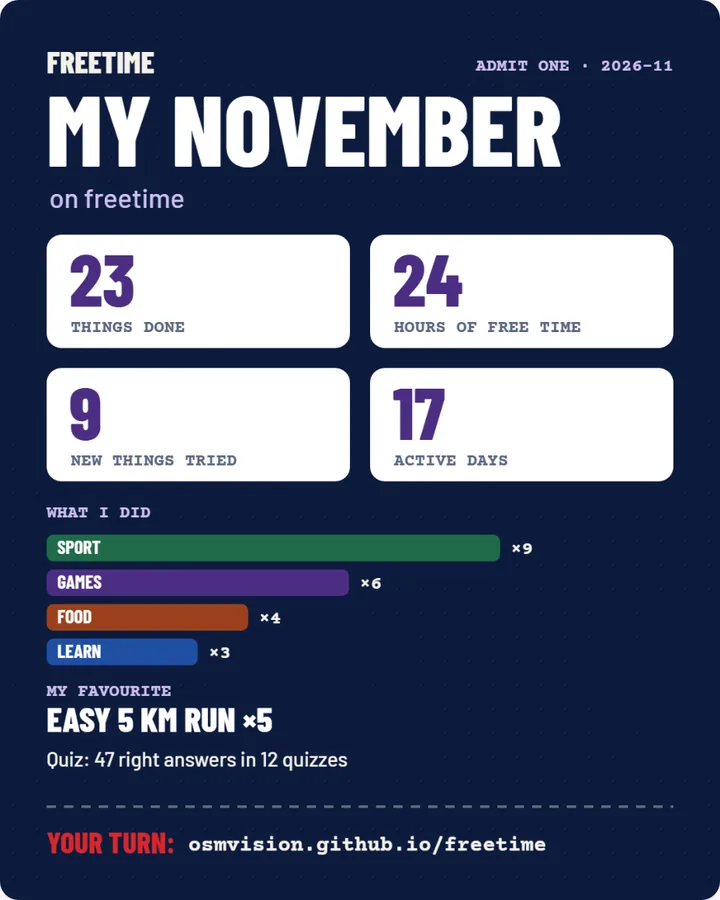 FREETIME
ADMIT ONE · 2026-11
MY NOVEMBER
on freetime
23
THINGS DONE
24
HOURS OF FREE TIME
9
NEW THINGS TRIED
17
ACTIVE DAYS
WHAT I DID
SPORT ×9
GAMES ×6
FOOD ×4
LEARN ×3
MY FAVOURITE
EASY 5 KM RUN ×5
Quiz: 47 right answers in 12 quizzes
YOUR TURN: osmvision.github.io/freetime